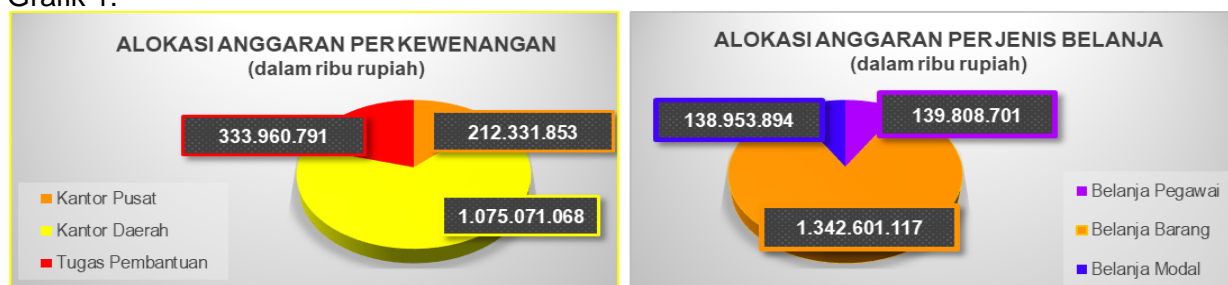 Grafik 1.
ALOKASI ANGGARAN PER KEWENANGAN
(dalam ribu rupiah)
333.960.791
212.331.853
1.075.071.068
Kantor Pusat
Kantor Daerah
Tugas Pembantuan
ALOKASI ANGGARAN PER JENIS BELANJA
(dalam ribu rupiah)
138.953.894
139.808.701
1.342.601.117
Belanja Pegawai
Belanja Barang
Belanja Modal